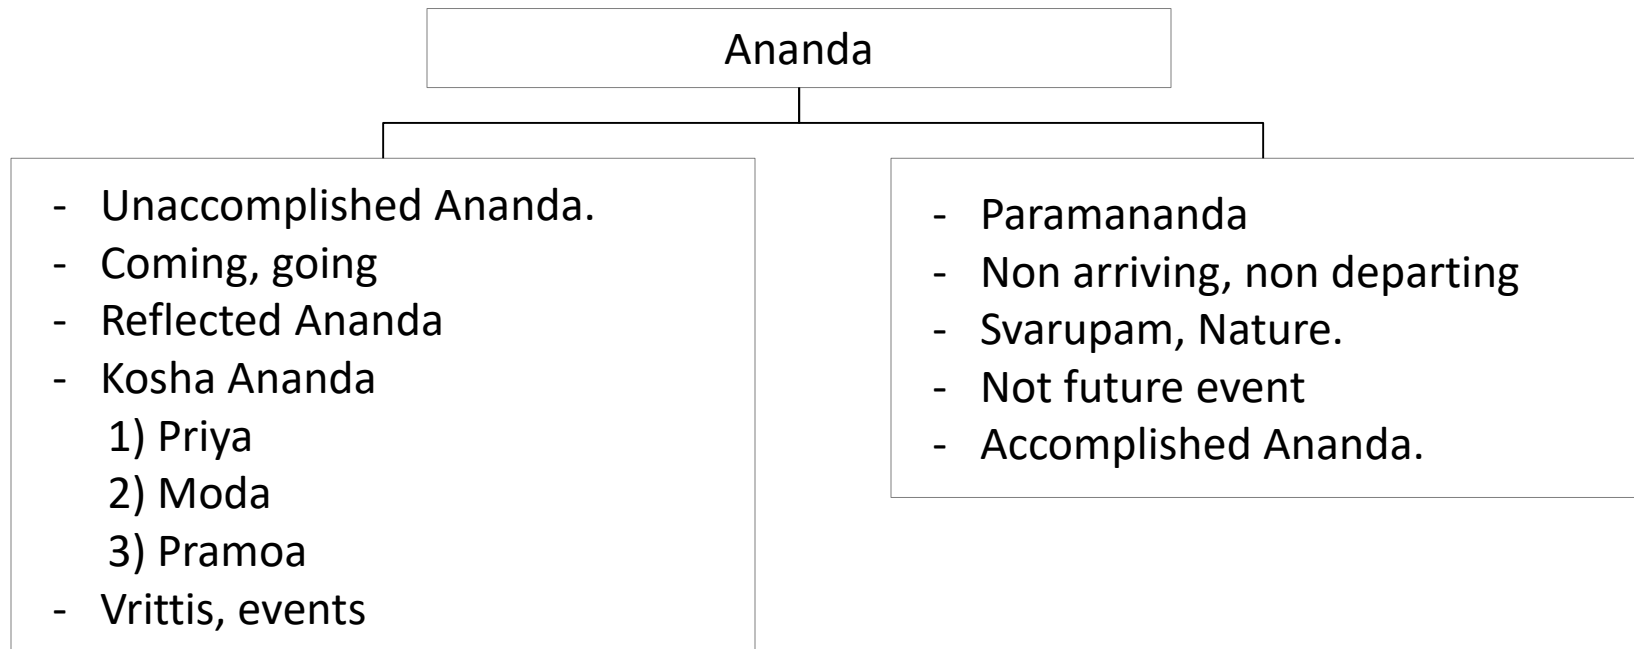 Ananda
- Unaccomplished Ananda.
- Coming, going
- Reflected Ananda
- Kosha Ananda
1) Priya
2) Moda
3) Pramoa
- Vrittis, events
- Paramananda
- Non arriving, non departing
- Svarupam, Nature.
- Not future event
- Accomplished Ananda.